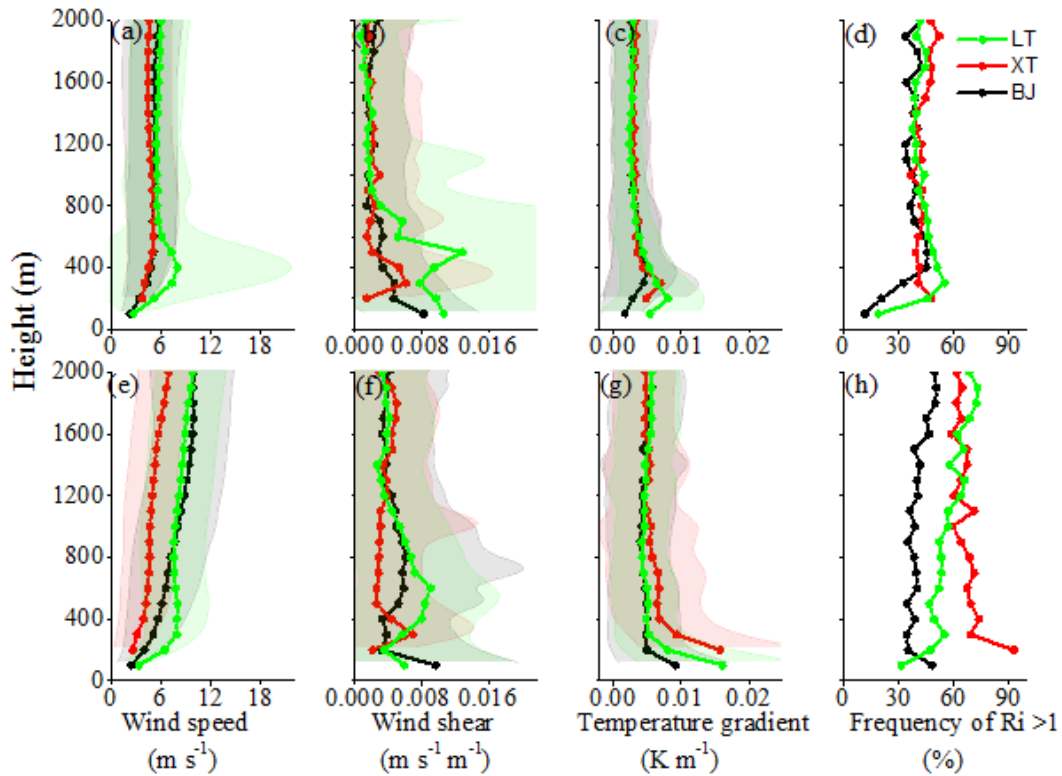 (a) (b) (c) (d)
LT
XT
BJ
2000
1600
1200
800
400
0
0 6 12 18
0.000 0.008 0.016
0.00 0.01 0.02
0 30 60 90
Height (m)
(e) (f) (g) (h)
2000
1600
1200
800
400
0
0 6 12 18
0.000 0.008 0.016
0.00 0.01 0.02
0 30 60 90
Wind speed Wind shear Temperature gradient Frequency of Ri >1
(m s⁻¹) (m s⁻¹ m⁻¹) (K m⁻¹) (%)